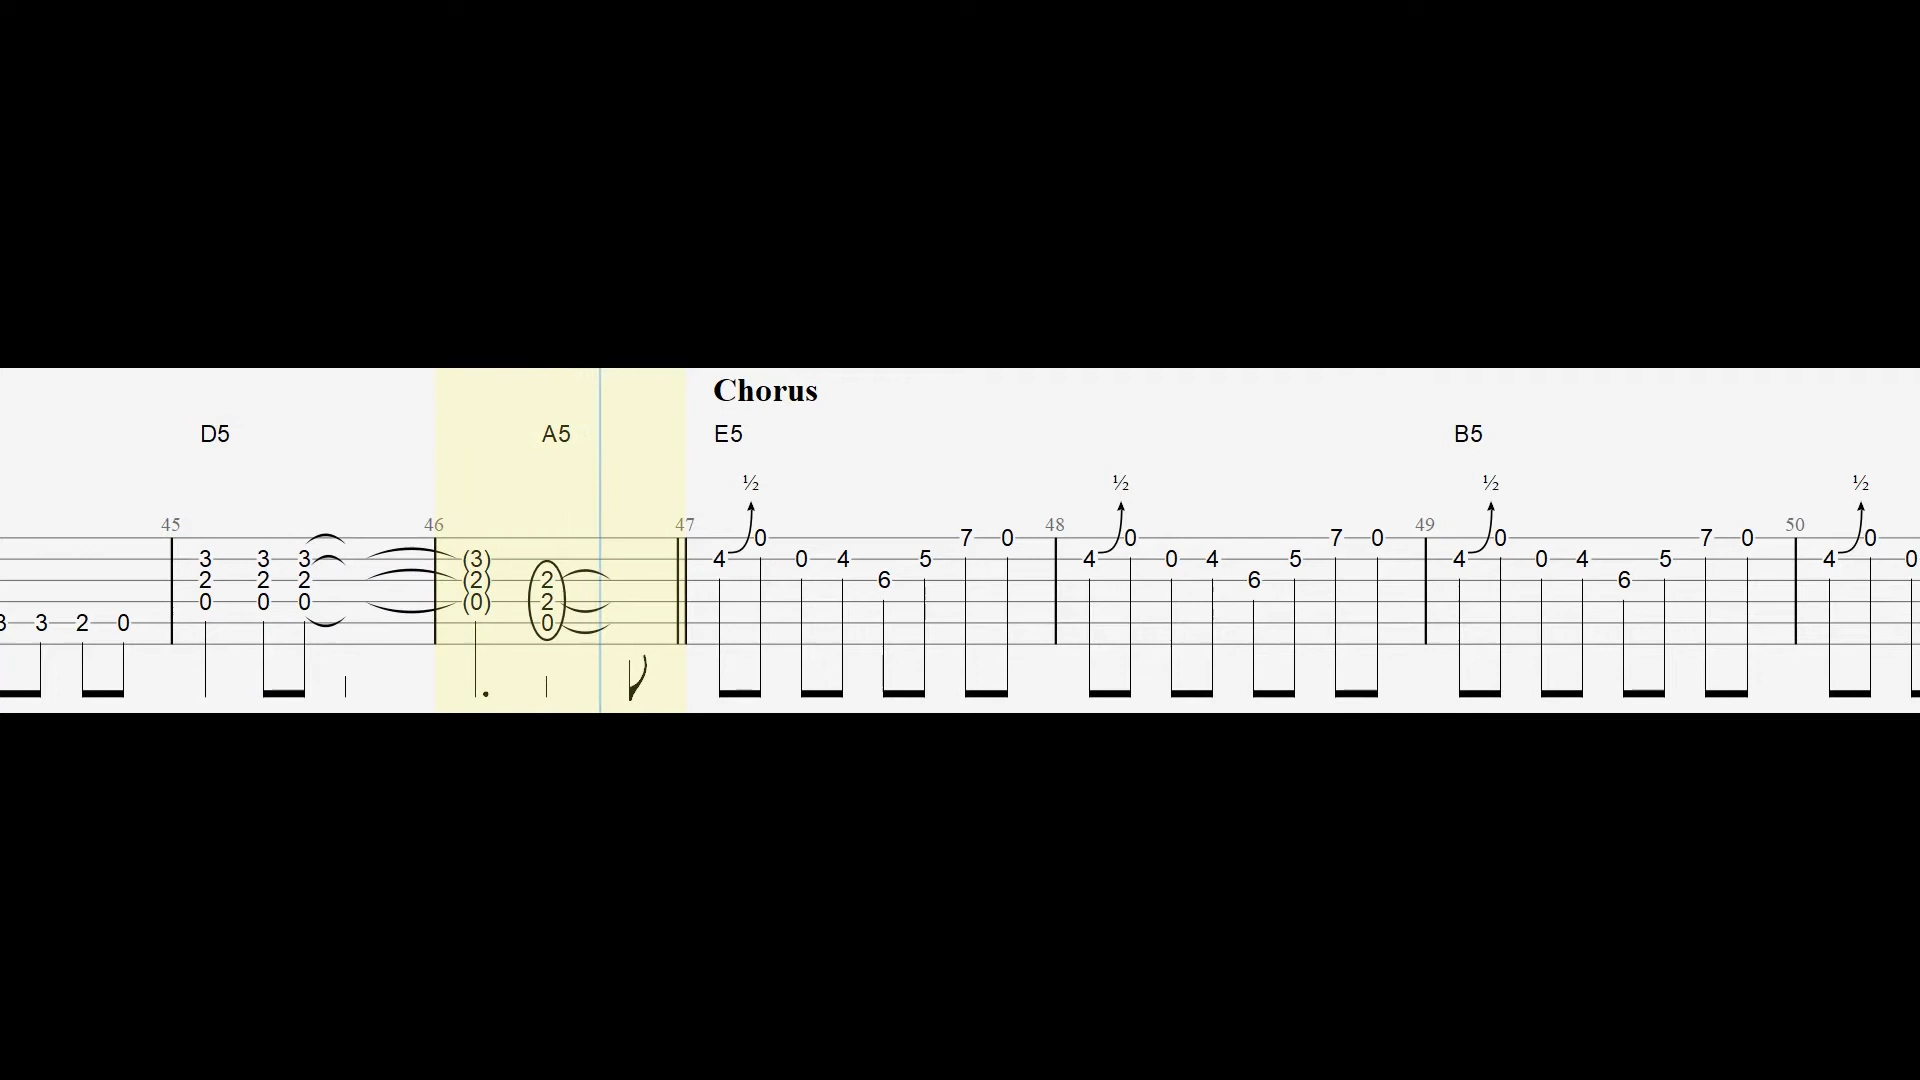 Chorus
D5 A5 E5 B5
½ ½ ½ ½
45 46 47 48 49 50
0 7 0 0 7 0 0 7 0 0
3 3 3 (3) 4 0 4 5 4 0 4 5 4 0 4 5 4 0
2 2 2 (2) 2 6 6 6
0 0 0 (0) 2
3 3 2 0 0